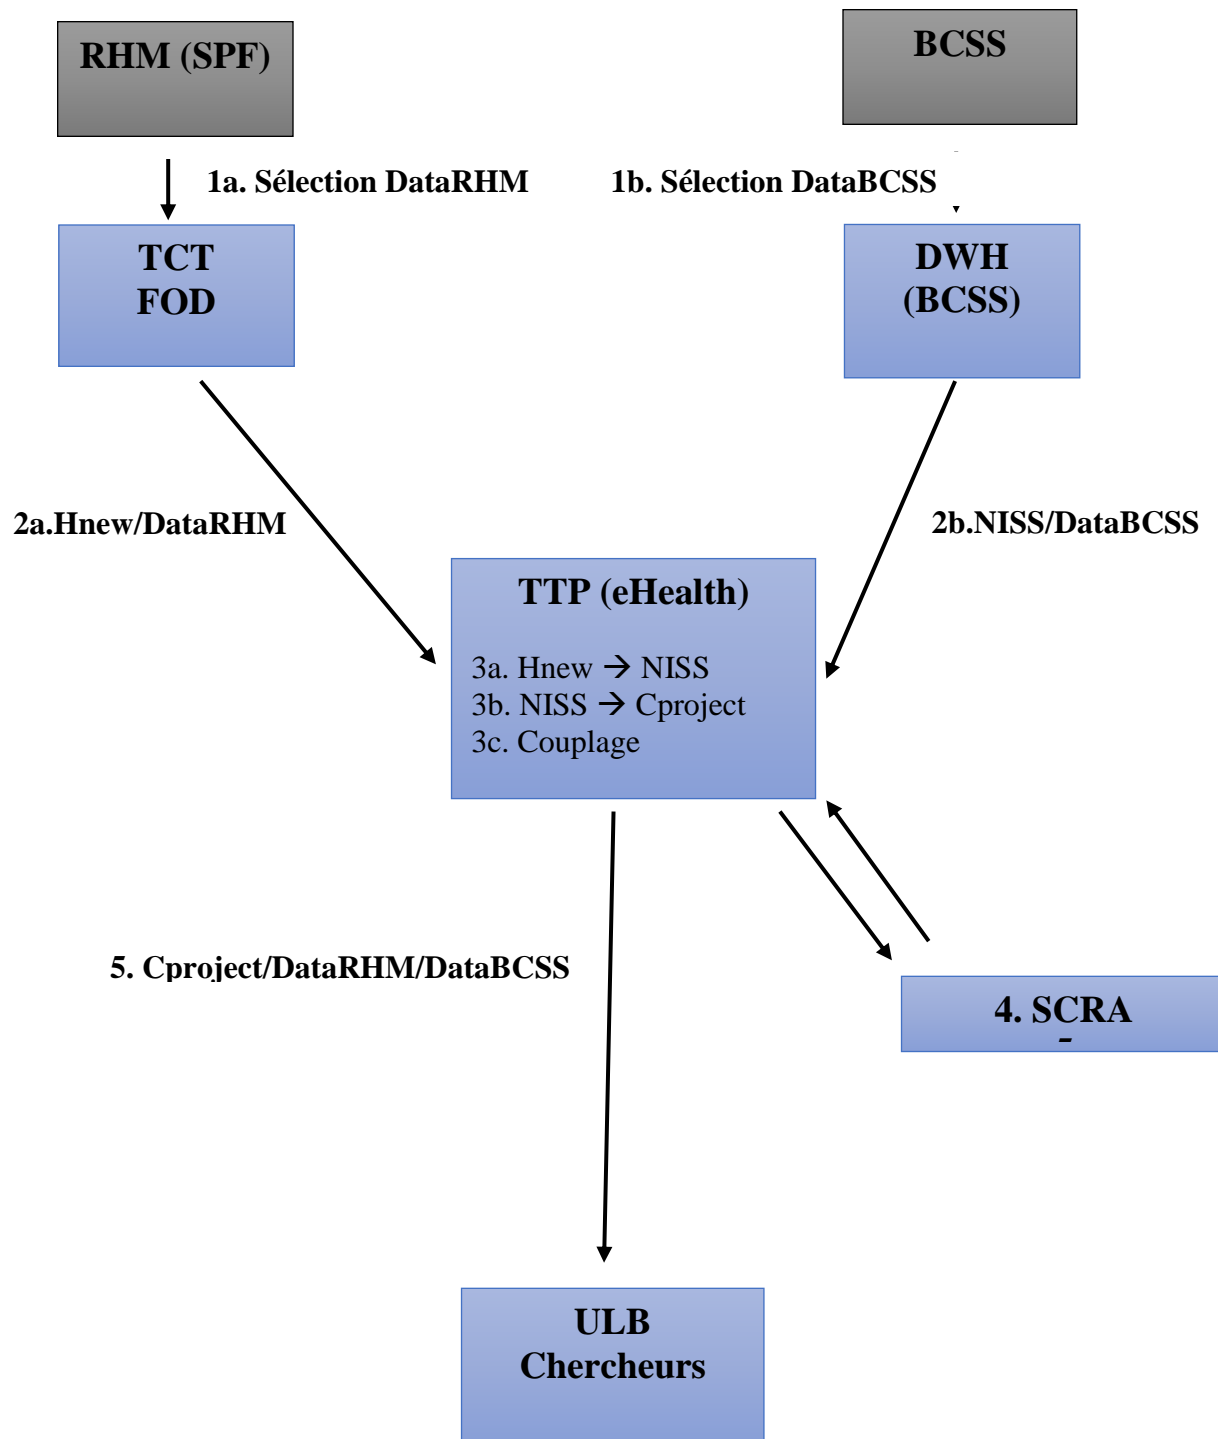 RHM (SPF)
BCSS
1a. Sélection DataRHM
1b. Sélection DataBCSS
TCT
FOD
DWH
(BCSS)
2a.Hnew/DataRHM
2b.NISS/DataBCSS
TTP (eHealth)
3a. Hnew → NISS
3b. NISS → Cproject
3c. Couplage
5. Cproject/DataRHM/DataBCSS
4. SCRA
-
ULB
Chercheurs